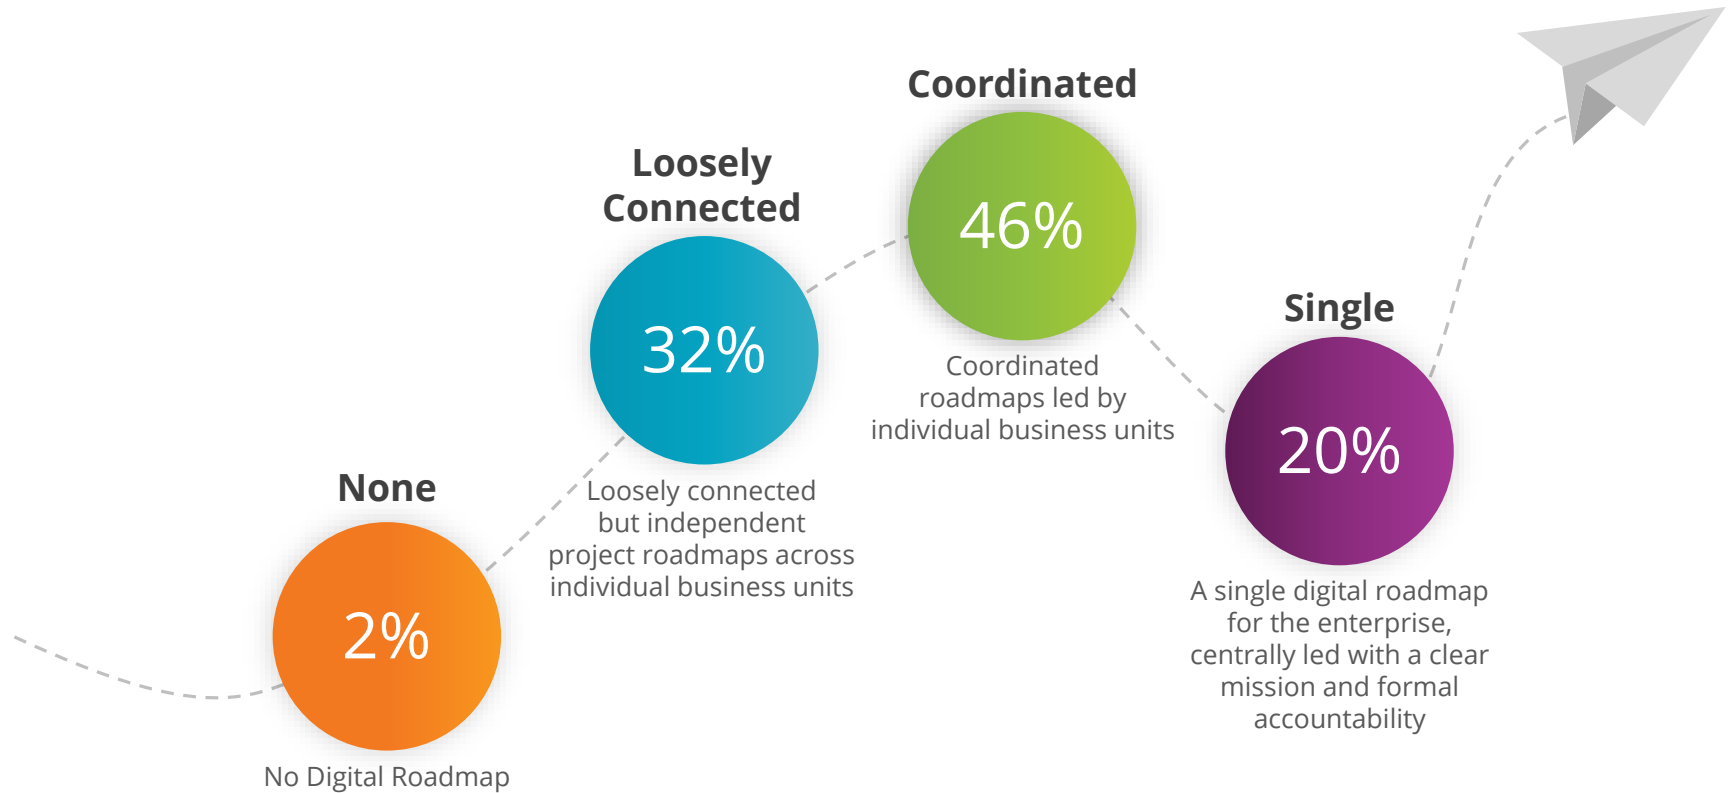 None
2%
No Digital Roadmap
Loosely
Connected
32%
Loosely connected
but independent
project roadmaps across
individual business units
Coordinated
46%
Coordinated
roadmaps led by
individual business units
Single
20%
A single digital roadmap
for the enterprise,
centrally led with a clear
mission and formal
accountability